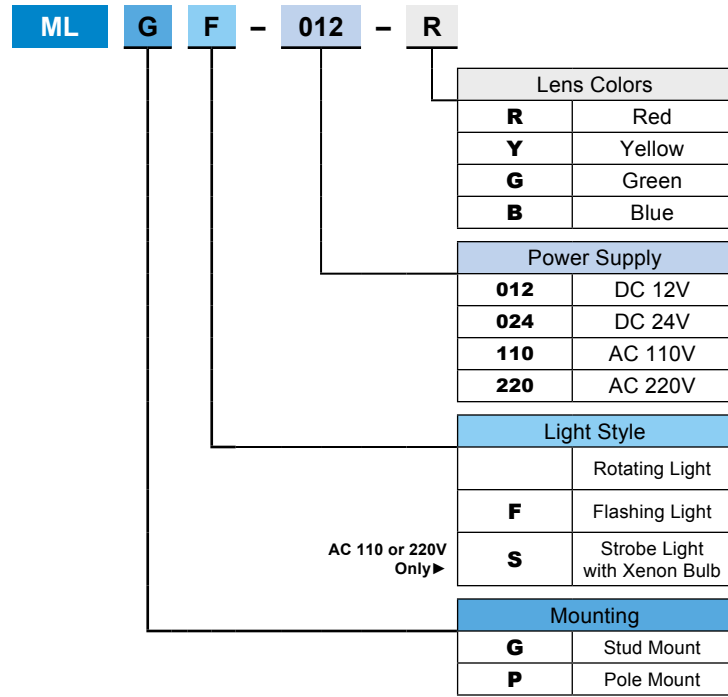 ML G F – 012 – R
Lens Colors
R Red
Y Yellow
G Green
B Blue
Power Supply
012 DC 12V
024 DC 24V
110 AC 110V
220 AC 220V
Light Style
Rotating Light
F Flashing Light
AC 110 or 220V
Only►
S Strobe Light
with Xenon Bulb
Mounting
G Stud Mount
P Pole Mount